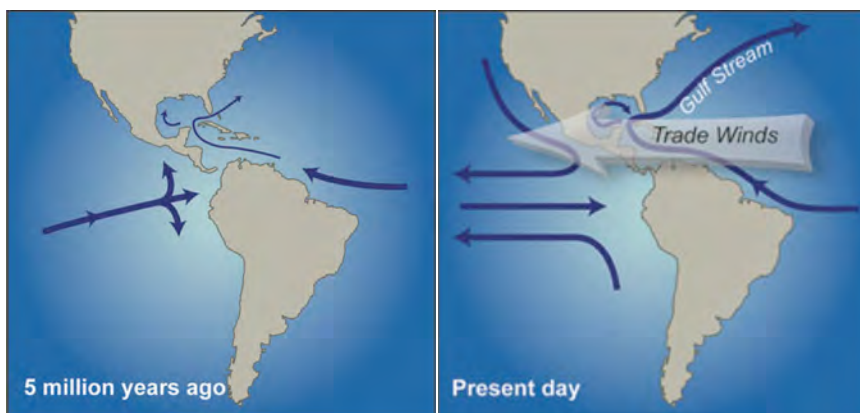 5 million years ago
Gulf Stream
Trade Winds
Present day